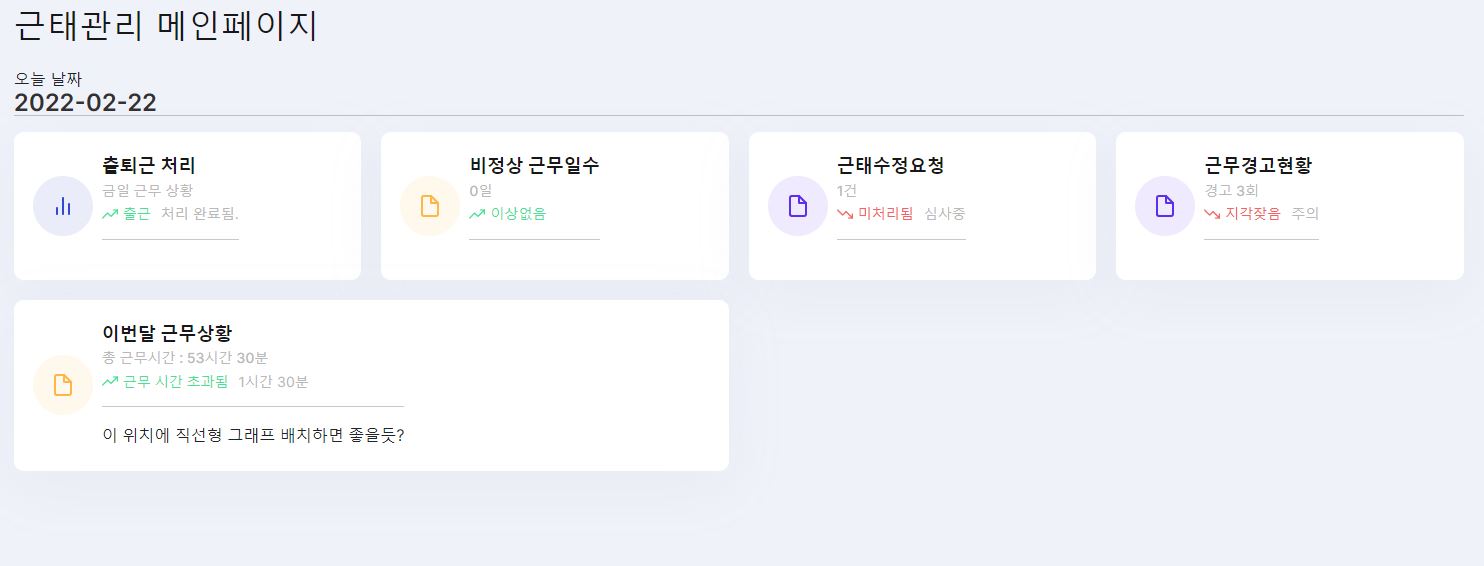 근태관리 메인페이지
오늘 날짜
2022-02-22
출퇴근 처리
금일 근무 상황
출근 처리 완료됨.
비정상 근무일수
0일
이상없음
근태수정요청
1건
미처리됨 심사중
근무경고현황
경고 3회
지각잦음 주의
이번달 근무상황
총 근무시간 : 53시간 30분
근무 시간 초과됨 1시간 30분
이 위치에 직선형 그래프 배치하면 좋을듯?